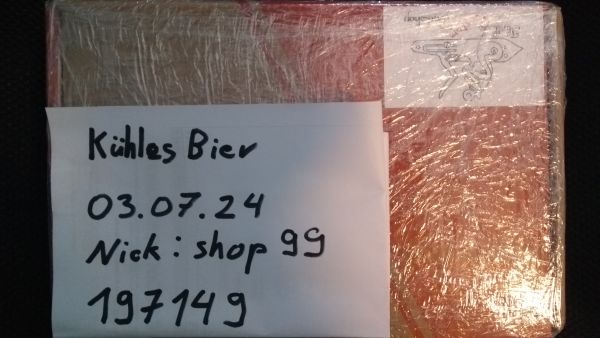 Kühles Bier
03.07.24
Nick: shop 99
197149